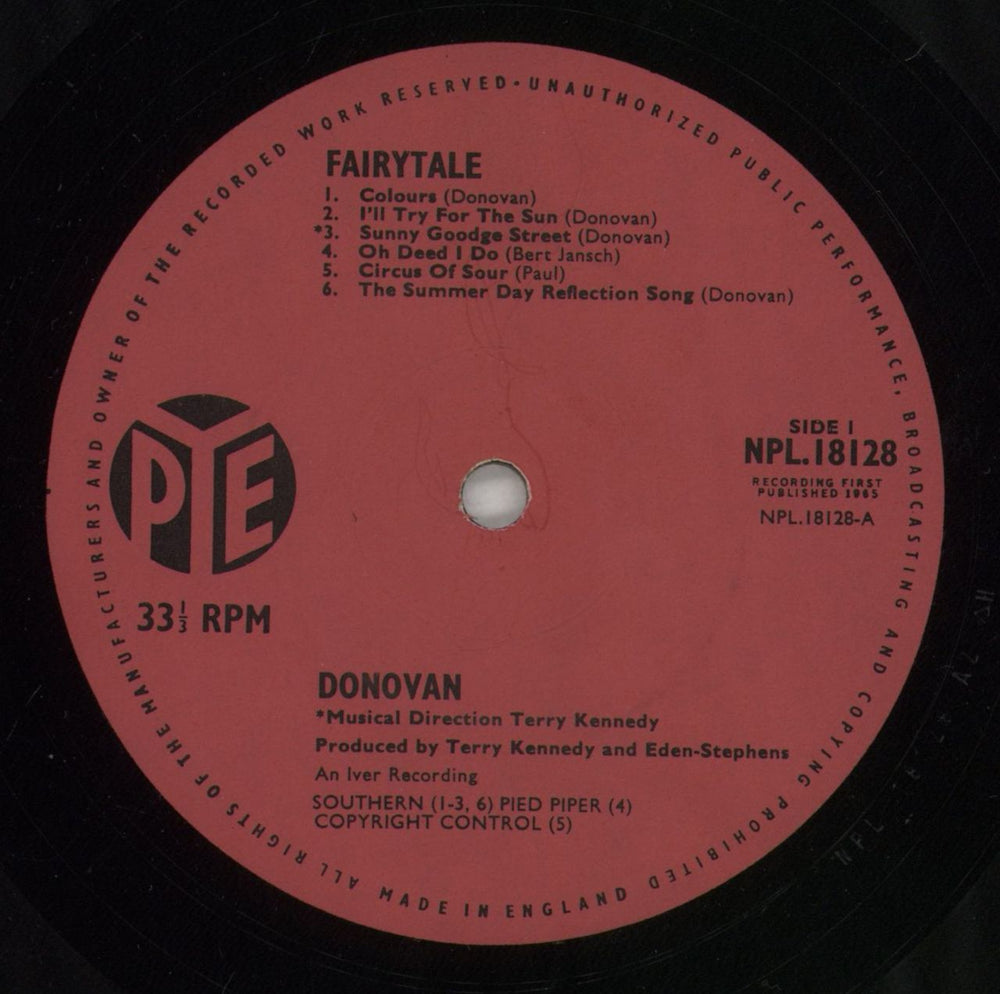 ALL RIGHTS OF THE MANUFACTURERS AND OWNER OF THE RECORDED WORK RESERVED · UNAUTHORIZED PUBLIC PERFORMANCE, BROADCASTING AND COPYING PROHIBITED
FAIRYTALE
1. Colours (Donovan)
2. I'll Try For The Sun (Donovan)
*3. Sunny Goodge Street (Donovan)
4. Oh Deed I Do (Bert Jansch)
5. Circus Of Sour (Paul)
6. The Summer Day Reflection Song (Donovan)
PYE
33⅓ RPM
SIDE 1
NPL.18128
RECORDING FIRST
PUBLISHED 1965
NPL.18128-A
DONOVAN
*Musical Direction Terry Kennedy
Produced by Terry Kennedy and Eden-Stephens
An Iver Recording
SOUTHERN (1-3, 6) PIED PIPER (4)
COPYRIGHT CONTROL (5)
MADE IN ENGLAND
NPL